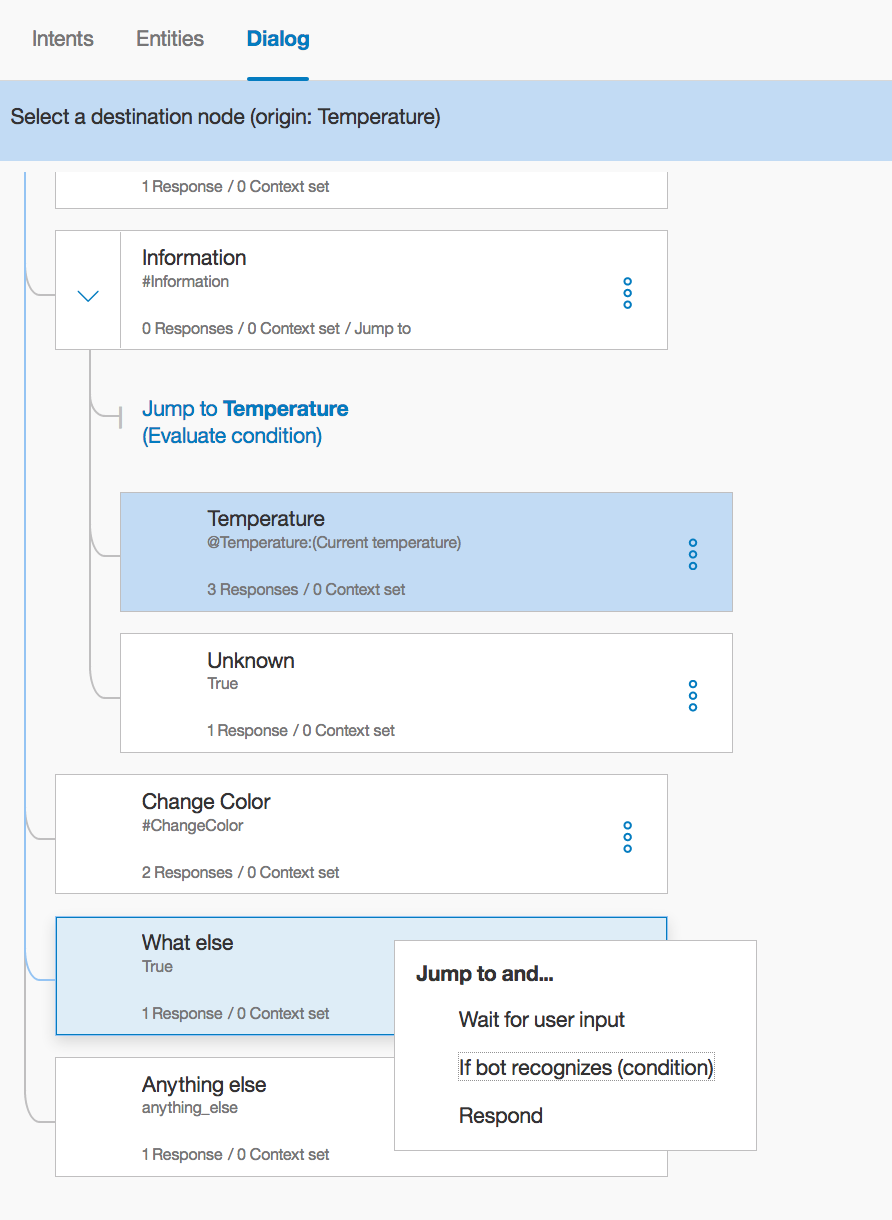 Intents Entities Dialog
Select a destination node (origin: Temperature)
1 Response / 0 Context set
Information
#Information
0 Responses / 0 Context set / Jump to
Jump to Temperature
(Evaluate condition)
Temperature
@Temperature:(Current temperature)
3 Responses / 0 Context set
Unknown
True
1 Response / 0 Context set
Change Color
#ChangeColor
2 Responses / 0 Context set
What else
True
1 Response / 0 Context set
Jump to and...
Wait for user input
If bot recognizes (condition)
Respond
Anything else
anything_else
1 Response / 0 Context set